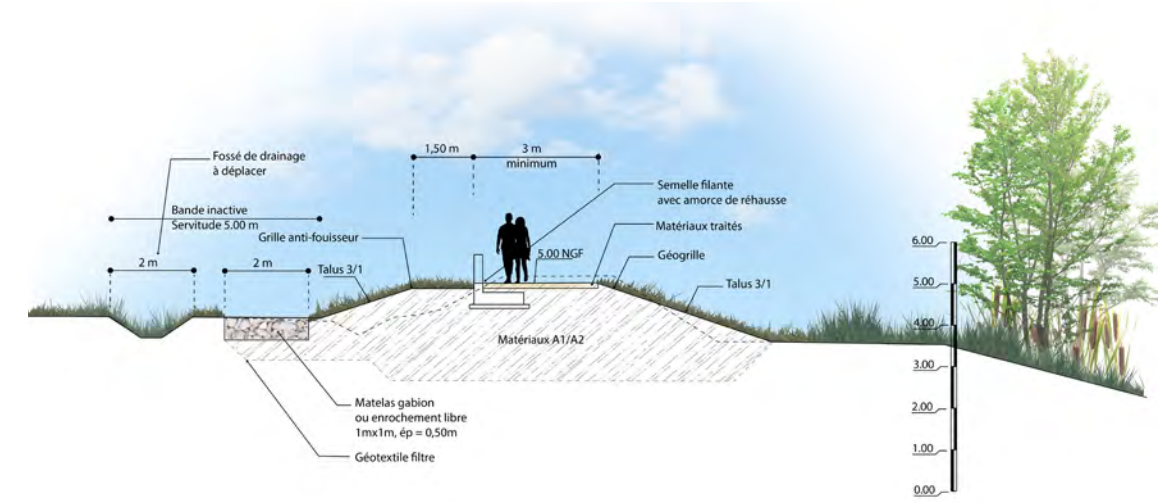 1,50 m
3 m
minimum
Fossé de drainage
à déplacer
Semelle filante
avec amorce de réhausse
Bande inactive
Servitude 5.00 m
Matériaux traités
Grille anti-fouisseur
5.00 NGF
Géogrille
6.00
2 m
2 m
Talus 3/1
Talus 3/1
5.00
4.00
Matériaux A1/A2
3.00
Matelas gabion
ou enrochement libre
1mx1m, ép = 0,50m
2.00
Géotextile filtre
1.00
0.00